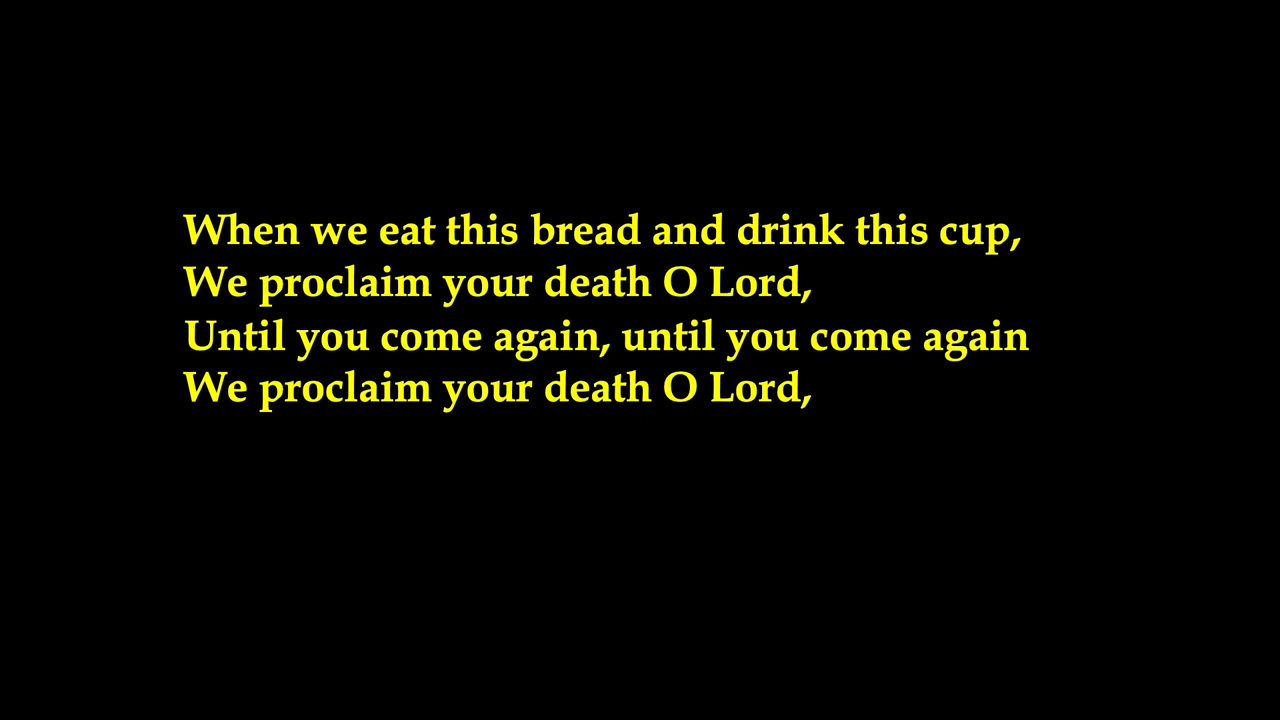 When we eat this bread and drink this cup,
We proclaim your death O Lord,
Until you come again, until you come again
We proclaim your death O Lord,